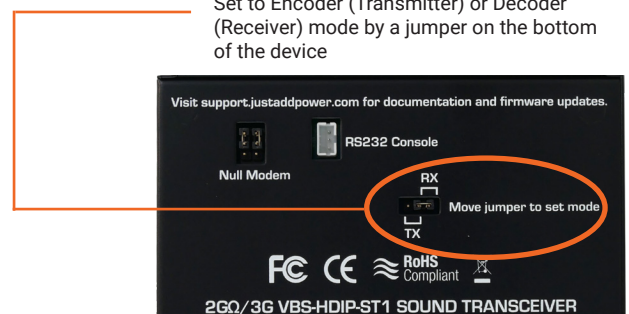 Set to Encoder (Transmitter) or Decoder
(Receiver) mode by a jumper on the bottom
of the device
Visit support.justaddpower.com for documentation and firmware updates.
RS232 Console
Null Modem
RX
Move jumper to set mode
TX
FC CE RoHS
Compliant
2GΩ/3G VBS-HDIP-ST1 SOUND TRANSCEIVER